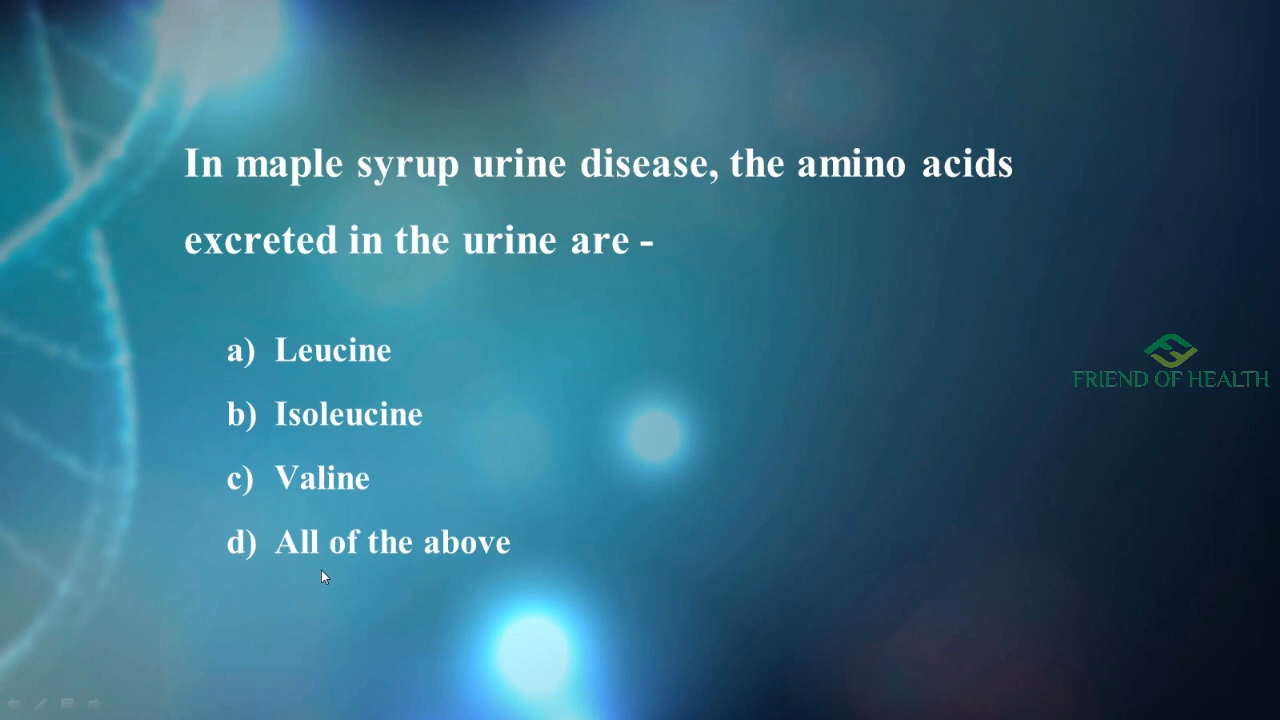 In maple syrup urine disease, the amino acids
excreted in the urine are -
a) Leucine
b) Isoleucine
c) Valine
d) All of the above
FRIEND OF HEALTH